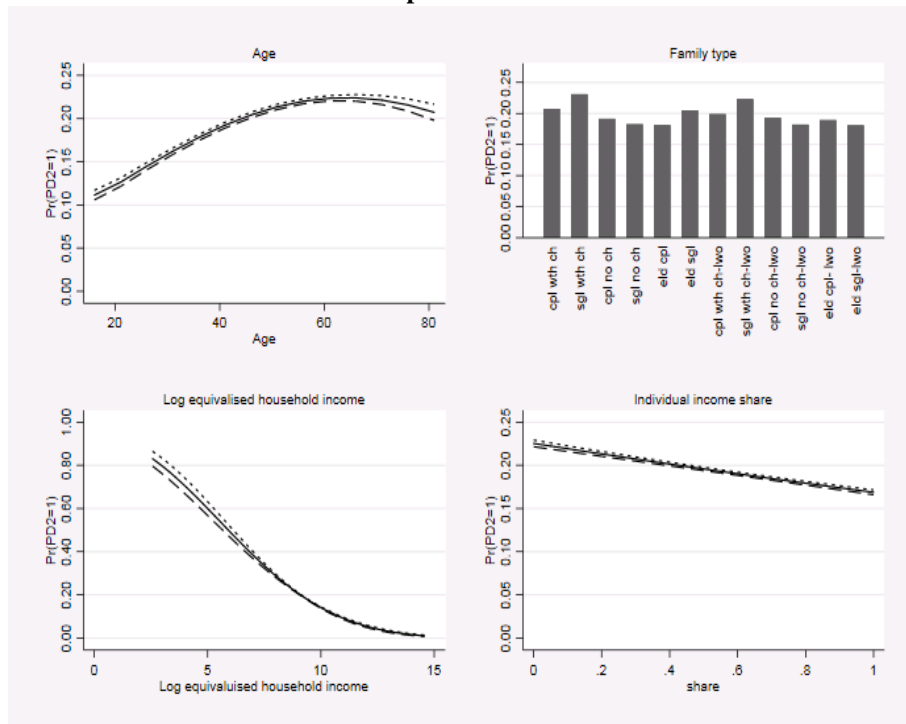 Age
Pr(PD2=1)
0.25
0.20
0.15
0.10
0.05
0.00
20 40 60 80
Age
Family type
Pr(PD2=1)
0.25
0.20
0.15
0.10
0.05
0.00
cpl wth ch
sgl wth ch
cpl no ch
sgl no ch
eld cpl
eld sgl
cpl wth ch-lwo
sgl wth ch-lwo
cpl no ch-lwo
sgl no ch-lwo
eld cpl- lwo
eld sgl-lwo
Log equivalised household income
Pr(PD2=1)
1.00
0.80
0.60
0.40
0.20
0.00
0 5 10 15
Log equivaluised household income
Individual income share
Pr(PD2=1)
0.25
0.20
0.15
0.10
0.05
0.00
0 .2 .4 .6 .8 1
share